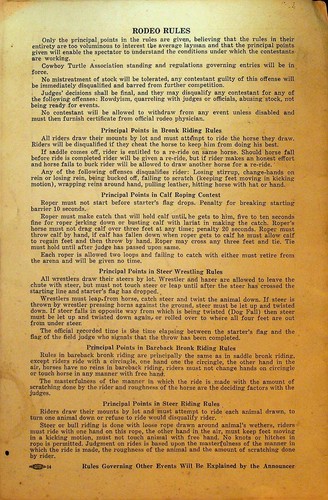 RODEO RULES
Only the principal points in the rules are given, believing that the rules in their
entirety are too voluminous to interest the average layman and that the principal points
given will enable the spectator to understand the conditions under which the contestants
are working.
Cowboy Turtle Association standing and regulations governing entries will be in
force.
No mistreatment of stock will be tolerated, any contestant guilty of this offense will
be immediately disqualified and barred from further competition.
Judges' decisions shall be final, and they may disqualify any contestant for any of
the following offenses: Rowdyism, quarreling with judges or officials, abusing stock, not
being ready for events.
No contestant will be allowed to withdraw from any event unless disabled and
must then furnish certificate from official rodeo physician.
Principal Points in Bronk Riding Rules
All riders draw their mounts by lot and must attempt to ride the horse they draw.
Riders will be disqualified if they cheat the horse to keep him from doing his best.
If saddle comes off, rider is entitled to a re-ride on same horse. Should horse fall
before ride is completed rider will be given a re-ride, but if rider makes an honest effort
and horse fails to buck rider will be allowed to draw another horse for a re-ride.
Any of the following offenses disqualifies rider: Losing stirrup, change-hands on
rein or losing rein, being bucked off, failing to scratch (keeping feet moving in kicking
motion), wrapping reins around hand, pulling leather, hitting horse with hat or hand.
Principal Points in Calf Roping Contest
Roper must not start before starter's flag drops. Penalty for breaking starting
barrier 10 seconds.
Roper must make catch that will hold calf until he gets to him, five to ten seconds
fine for roper jerking down or busting calf with lariat in making the catch. Roper's
horse must not drag calf over three feet at any time; penalty 20 seconds. Roper must
throw calf by hand, if calf has fallen down when roper gets to calf he must allow calf
to regain feet and then throw by hand. Roper may cross any three feet and tie. Tie
must hold until judge has passed upon same.
Each roper is allowed two loops and failing to catch with either must retire from
the arena and will be given no time.
Principal Points in Steer Wrestling Rules
All wrestlers draw their steers by lot. Wrestler and hazer are allowed to leave the
chute with steer, but must not touch steer or leap until after the steer has crossed the
starting line and starter's flag has dropped.
Wrestlers must leap from horse, catch steer and twist the animal down. If steer is
thrown by wrestler pressing horns against the ground, steer must be let up and twisted
down. If steer falls in opposite way from which is being twisted (Dog Fall) then steer
must be let up and twisted down again, or rolled over to where all four feet are out
from under steer.
The official recorded time is the time elapsing between the starter's flag and the
flag of the field judge who signals that the throw has been completed.
Principal Points in Bareback Bronk Riding Rules
Rules in bareback bronk riding are principally the same as in saddle bronk riding,
except riders ride with a circingle, one hand on the circingle, the other hand in the
air, horses have no reins in bareback riding, riders must not change hands on circingle
or touch horse in any manner with free hand.
The masterfulness of the manner in which the ride is made with the amount of
scratching done by the rider and roughness of the horse are the deciding factors with the
judges.
Principal Points in Steer Riding Rules
Riders draw their mounts by lot and must attempt to ride each animal drawn, to
turn one animal down or refuse to ride would disqualify rider.
Steer or bull riding is done with loose rope drawn around animal's withers, riders
must ride with one hand on this rope, the other hand in air, must keep feet moving
in a kicking motion, must not touch animal with free hand. No knots or hitches in
rope is permitted. Judgment on rides is based upon the masterfulness of the manner in
which the ride is made, the roughness of the animal and the amount of scratching done
by rider.
14 Rules Governing Other Events Will Be Explained by the Announcer